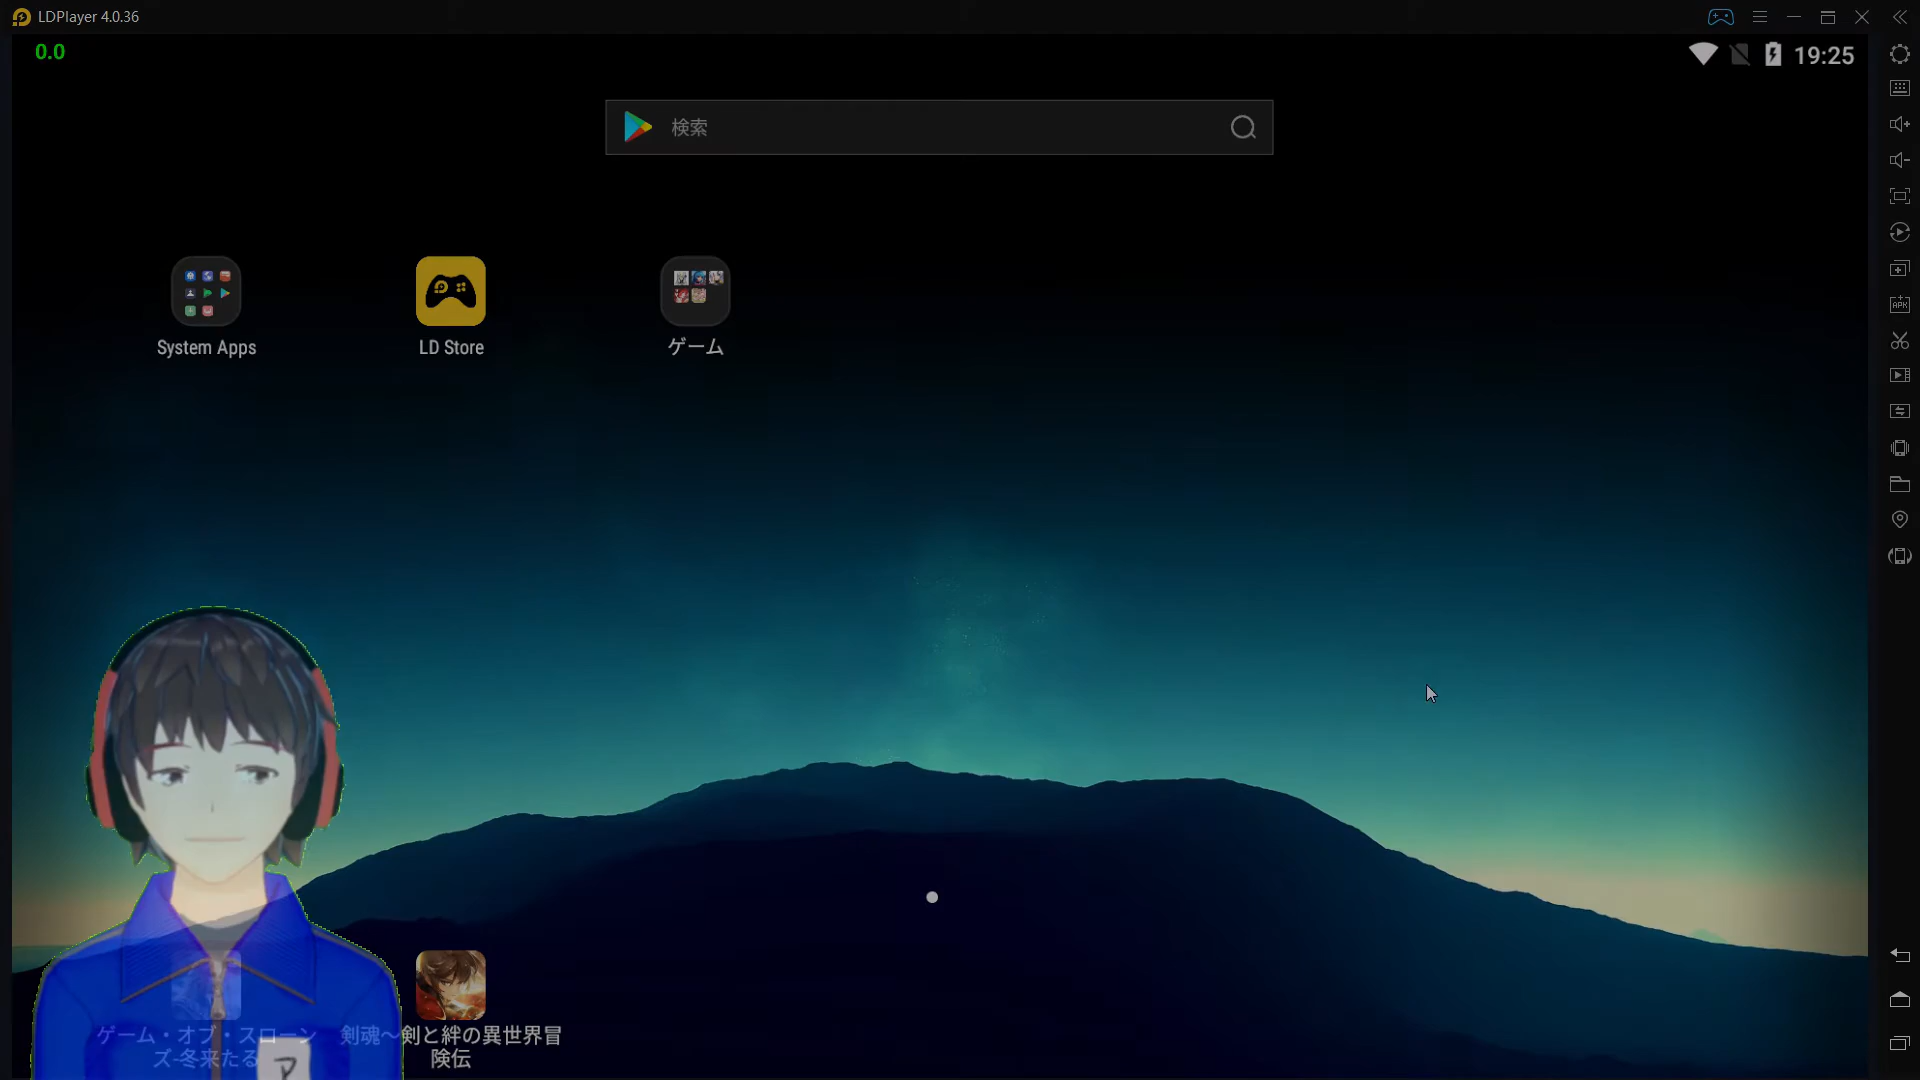 LDPlayer 4.0.36
0.0
19:25
検索
System Apps
LD Store
ゲーム
APK
ゲーム・オブ・スローン
ズ-冬来たる
剣魂～剣と絆の異世界冒
険伝
ア